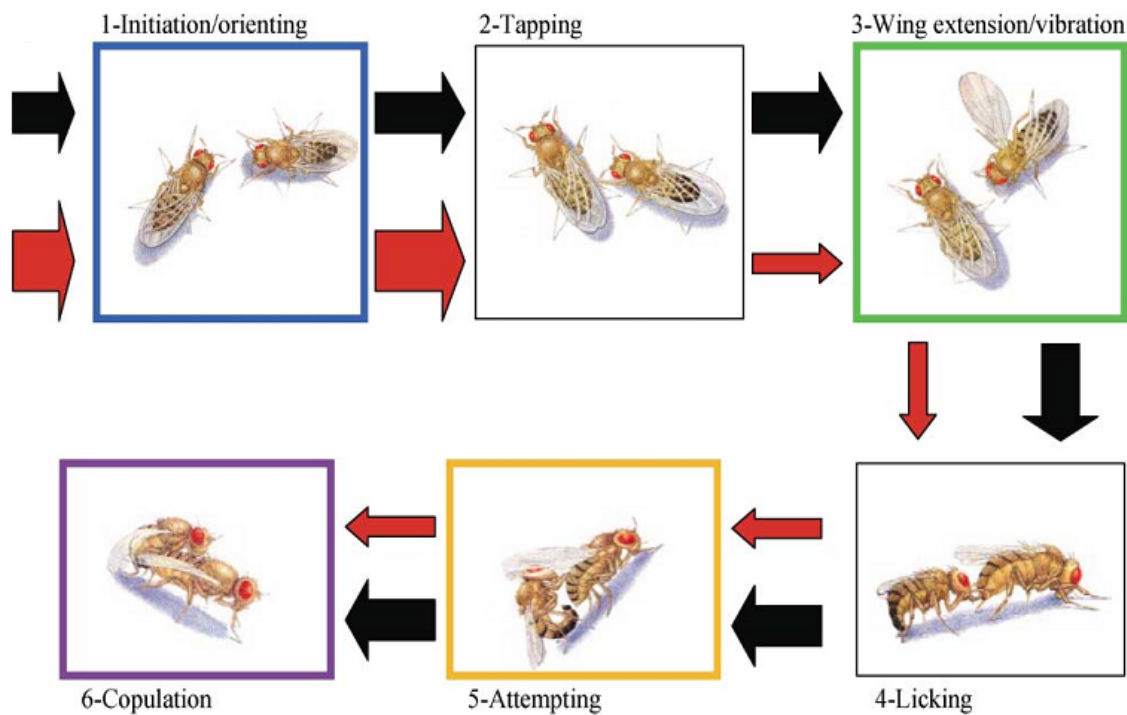 1-Initiation/orienting
2-Tapping
3-Wing extension/vibration
4-Licking
5-Attempting
6-Copulation